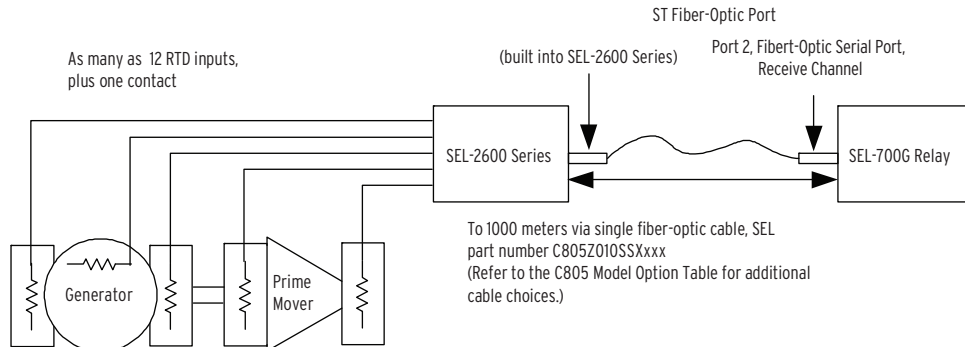 ST Fiber-Optic Port
As many as 12 RTD inputs,
plus one contact
(built into SEL-2600 Series)
Port 2, Fibert-Optic Serial Port,
Receive Channel
SEL-2600 Series
SEL-700G Relay
To 1000 meters via single fiber-optic cable, SEL
part number C805Z010SSXxxx
(Refer to the C805 Model Option Table for additional
cable choices.)
Generator
Prime
Mover